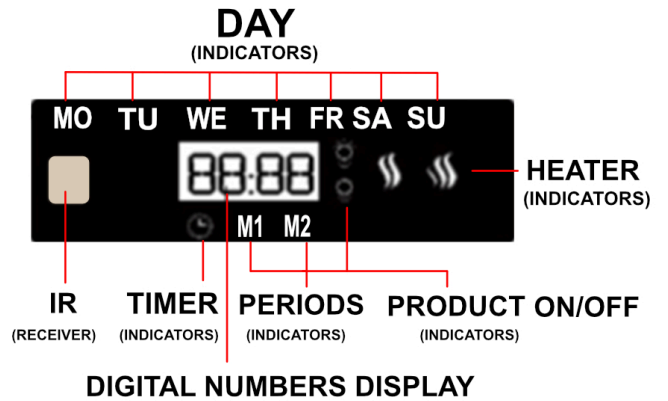 DAY
(INDICATORS)
MO TU WE TH FR SA SU
88:88
HEATER
(INDICATORS)
M1 M2
IR
(RECEIVER)
TIMER
(INDICATORS)
PERIODS
(INDICATORS)
PRODUCT ON/OFF
(INDICATORS)
DIGITAL NUMBERS DISPLAY